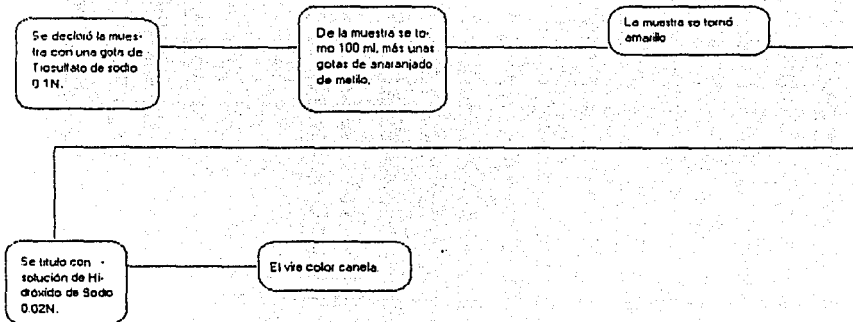 Se decloró la mues-
tra con una gota de
Tiosulfato de sodio
0.1N.
De la muestra se to-
mo 100 ml, más unas
gotas de anaranjado
de metilo.
La muestra se tornó
amarillo
Se titulo con
solución de Hi-
dróxido de Sodio
0.02N.
El vire color canela.